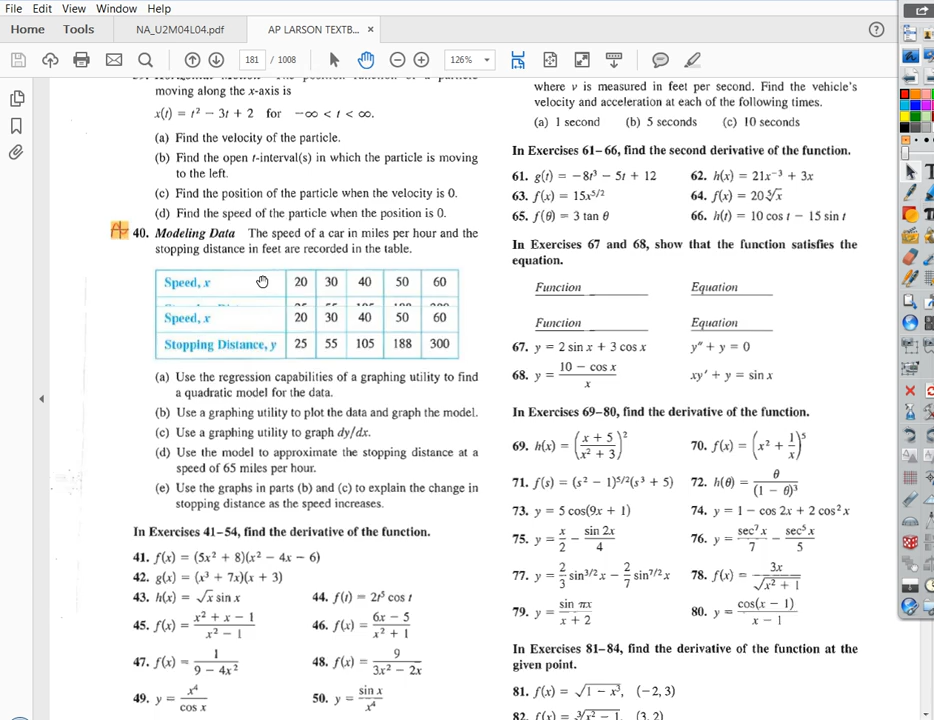 File Edit View Window Help
Home Tools NA_U2M04L04.pdf AP LARSON TEXTB... ×
181 / 1008 126%
moving along the x-axis is
x(t) = t² − 3t + 2 for −∞ < t < ∞.
(a) Find the velocity of the particle.
(b) Find the open t-interval(s) in which the particle is moving
to the left.
(c) Find the position of the particle when the velocity is 0.
(d) Find the speed of the particle when the position is 0.
40. Modeling Data The speed of a car in miles per hour and the
stopping distance in feet are recorded in the table.
Speed, x 20 30 40 50 60
Speed, x 20 30 40 50 60
Stopping Distance, y 25 55 105 188 300
(a) Use the regression capabilities of a graphing utility to find
a quadratic model for the data.
(b) Use a graphing utility to plot the data and graph the model.
(c) Use a graphing utility to graph dy/dx.
(d) Use the model to approximate the stopping distance at a
speed of 65 miles per hour.
(e) Use the graphs in parts (b) and (c) to explain the change in
stopping distance as the speed increases.
In Exercises 41–54, find the derivative of the function.
41. f(x) = (5x² + 8)(x² − 4x − 6)
42. g(x) = (x³ + 7x)(x + 3)
43. h(x) = √x sin x 44. f(t) = 2t⁵ cos t
45. f(x) = (x² + x − 1)/(x² − 1) 46. f(x) = (6x − 5)/(x² + 1)
47. f(x) = 1/(9 − 4x²) 48. f(x) = 9/(3x² − 2x)
49. y = x⁴/cos x 50. y = sin x/x⁴
where v is measured in feet per second. Find the vehicle's
velocity and acceleration at each of the following times.
(a) 1 second (b) 5 seconds (c) 10 seconds
In Exercises 61–66, find the second derivative of the function.
61. g(t) = −8t³ − 5t + 12 62. h(x) = 21x⁻³ + 3x
63. f(x) = 15x^(5/2) 64. f(x) = 20⁵√x
65. f(θ) = 3 tan θ 66. h(t) = 10 cos t − 15 sin t
In Exercises 67 and 68, show that the function satisfies the
equation.
Function Equation
Function Equation
67. y = 2 sin x + 3 cos x y″ + y = 0
68. y = (10 − cos x)/x xy′ + y = sin x
In Exercises 69–80, find the derivative of the function.
69. h(x) = ((x + 5)/(x² + 3))² 70. f(x) = (x² + 1/x)⁵
71. f(s) = (s² − 1)^(5/2)(s³ + 5) 72. h(θ) = θ/(1 − θ)³
73. y = 5 cos(9x + 1) 74. y = 1 − cos 2x + 2 cos² x
75. y = x/2 − sin 2x/4 76. y = sec⁷ x/7 − sec⁵ x/5
77. y = 2/3 sin^(3/2) x − 2/7 sin^(7/2) x 78. f(x) = 3x/√(x² + 1)
79. y = sin πx/(x + 2) 80. y = cos(x − 1)/(x − 1)
In Exercises 81–84, find the derivative of the function at the
given point.
81. f(x) = √(1 − x³), (−2, 3)
82. f(x) = ³√(x² − 1), (3, 2)